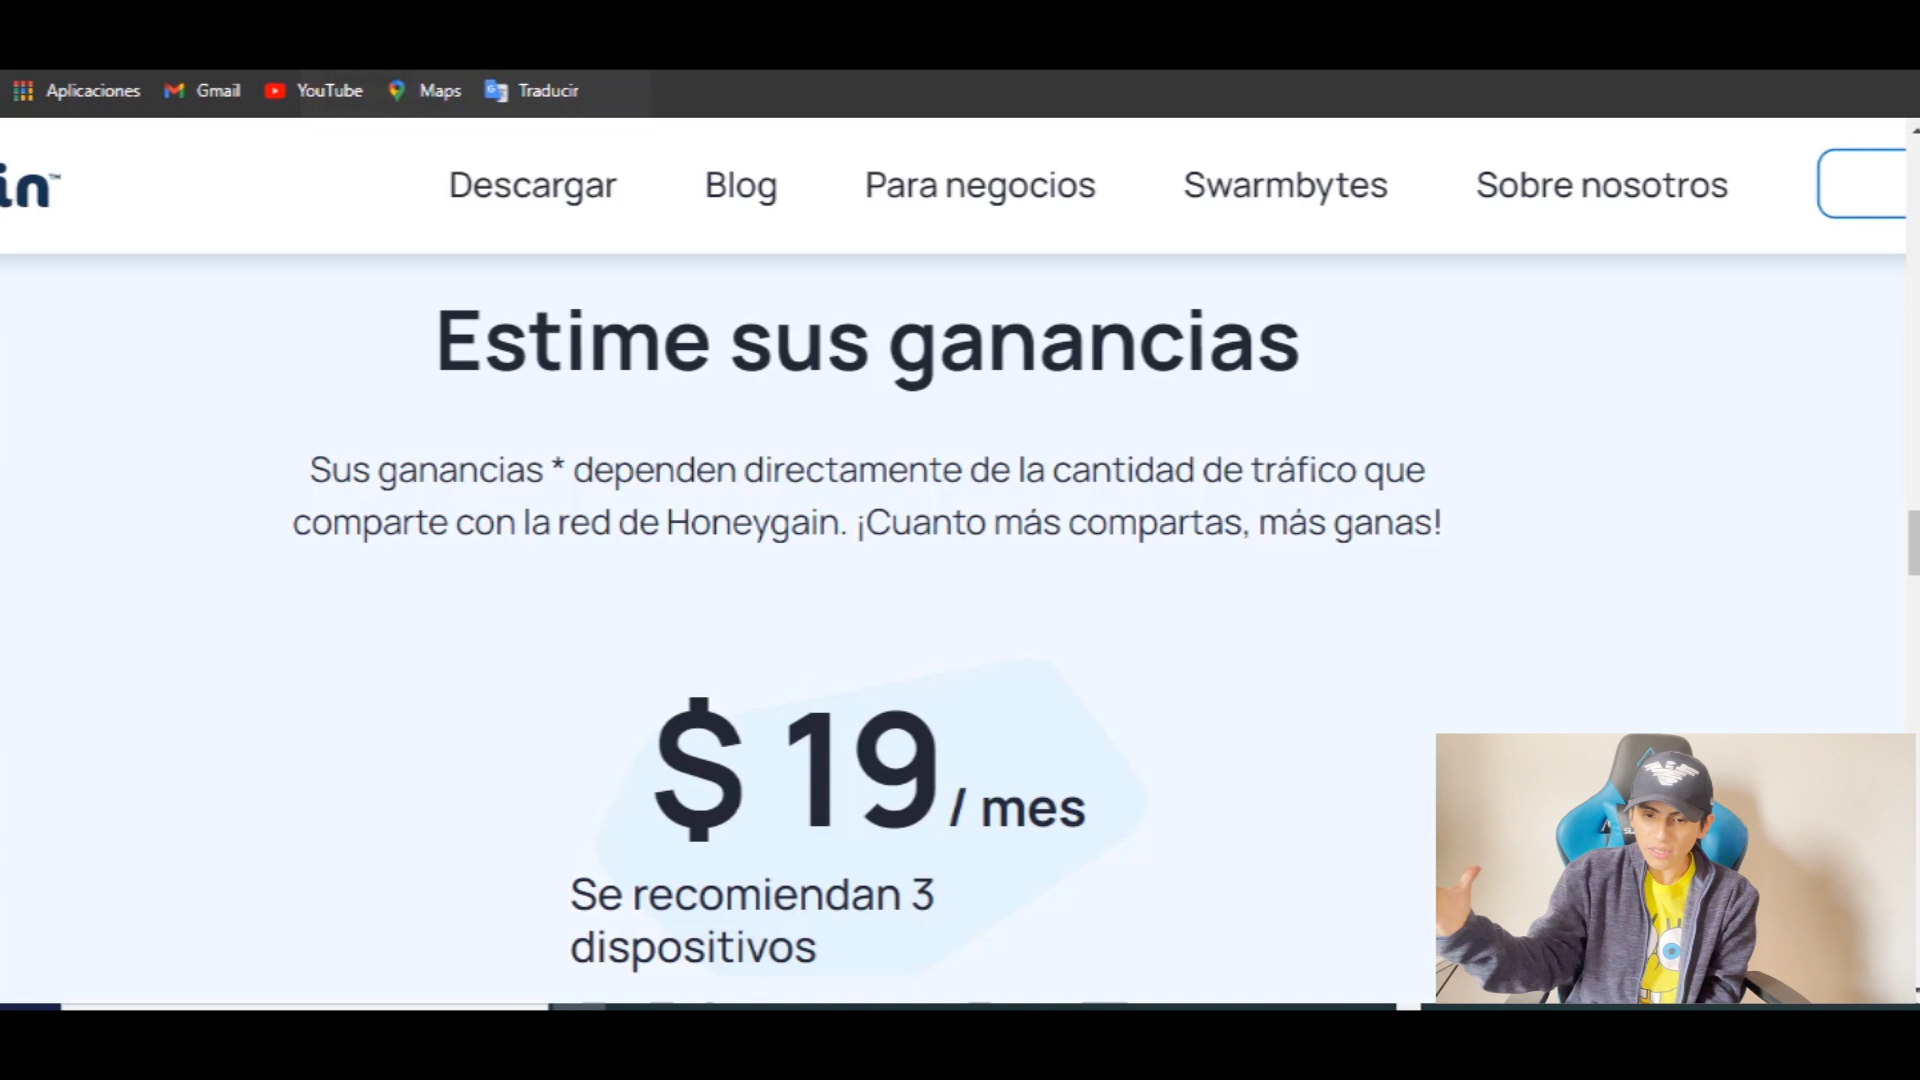 Aplicaciones Gmail YouTube Maps Traducir
in™ Descargar Blog Para negocios Swarmbytes Sobre nosotros
Estime sus ganancias
Sus ganancias * dependen directamente de la cantidad de tráfico que
comparte con la red de Honeygain. ¡Cuanto más compartas, más ganas!
$ 19 / mes
Se recomiendan 3
dispositivos